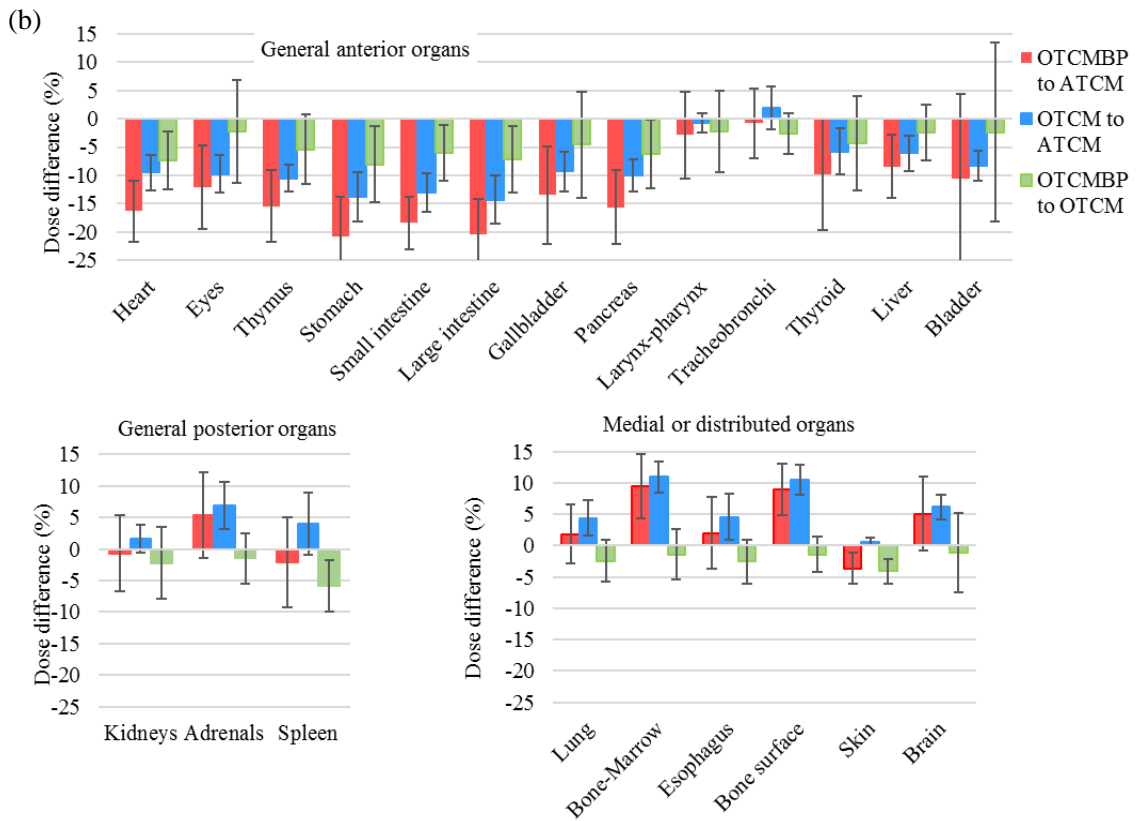 (b)
General anterior organs
Dose difference (%)
15
10
5
0
-5
-10
-15
-20
-25
Heart
Eyes
Thymus
Stomach
Small intestine
Large intestine
Gallbladder
Pancreas
Larynx-pharynx
Tracheobronchi
Thyroid
Liver
Bladder
OTCMBP
to ATCM
OTCM to
ATCM
OTCMBP
to OTCM
General posterior organs
Dose difference (%)
15
10
5
0
-5
-10
-15
-20
-25
Kidneys
Adrenals
Spleen
Medial or distributed organs
Dose difference (%)
15
10
5
0
-5
-10
-15
-20
-25
Lung
Bone-Marrow
Esophagus
Bone surface
Skin
Brain